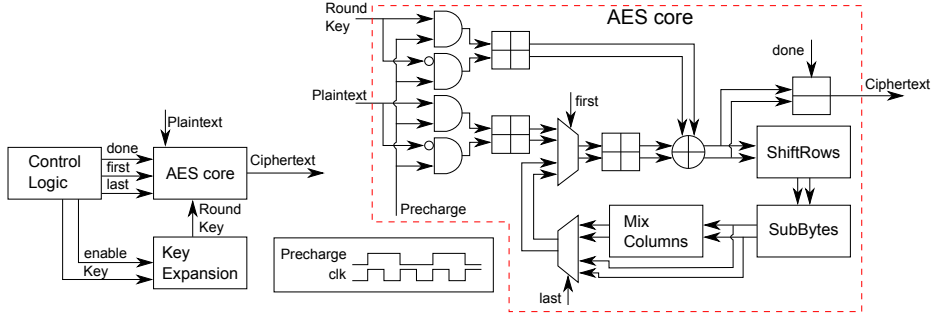 Control
Logic
done
first
last
Plaintext
AES core
Ciphertext
Round
Key
enable
Key
Key
Expansion
Round
Key
AES core
Plaintext
Precharge
first
done
Ciphertext
ShiftRows
SubBytes
Mix
Columns
last
Precharge
clk